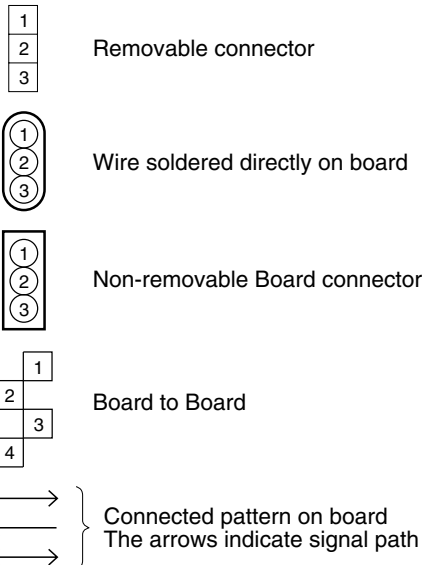 1
2
3
Removable connector
1
2
3
Wire soldered directly on board
1
2
3
Non-removable Board connector
1
2
3
4
Board to Board
Connected pattern on board
The arrows indicate signal path